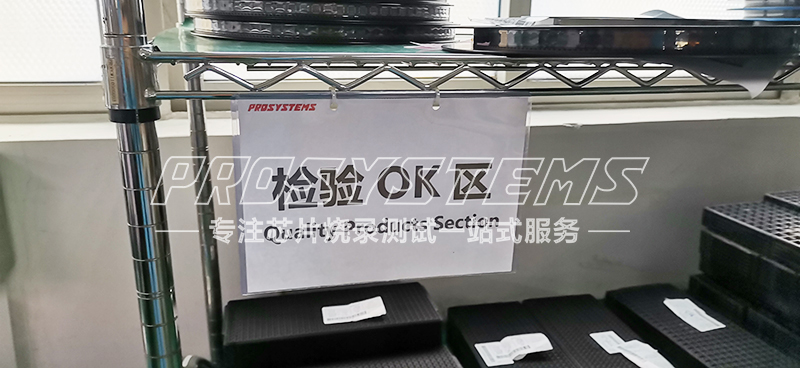 PROSYSTEMS
检验 OK 区
Quality Products Section
PROSYSTEMS
专注芯片烧录测试一站式服务